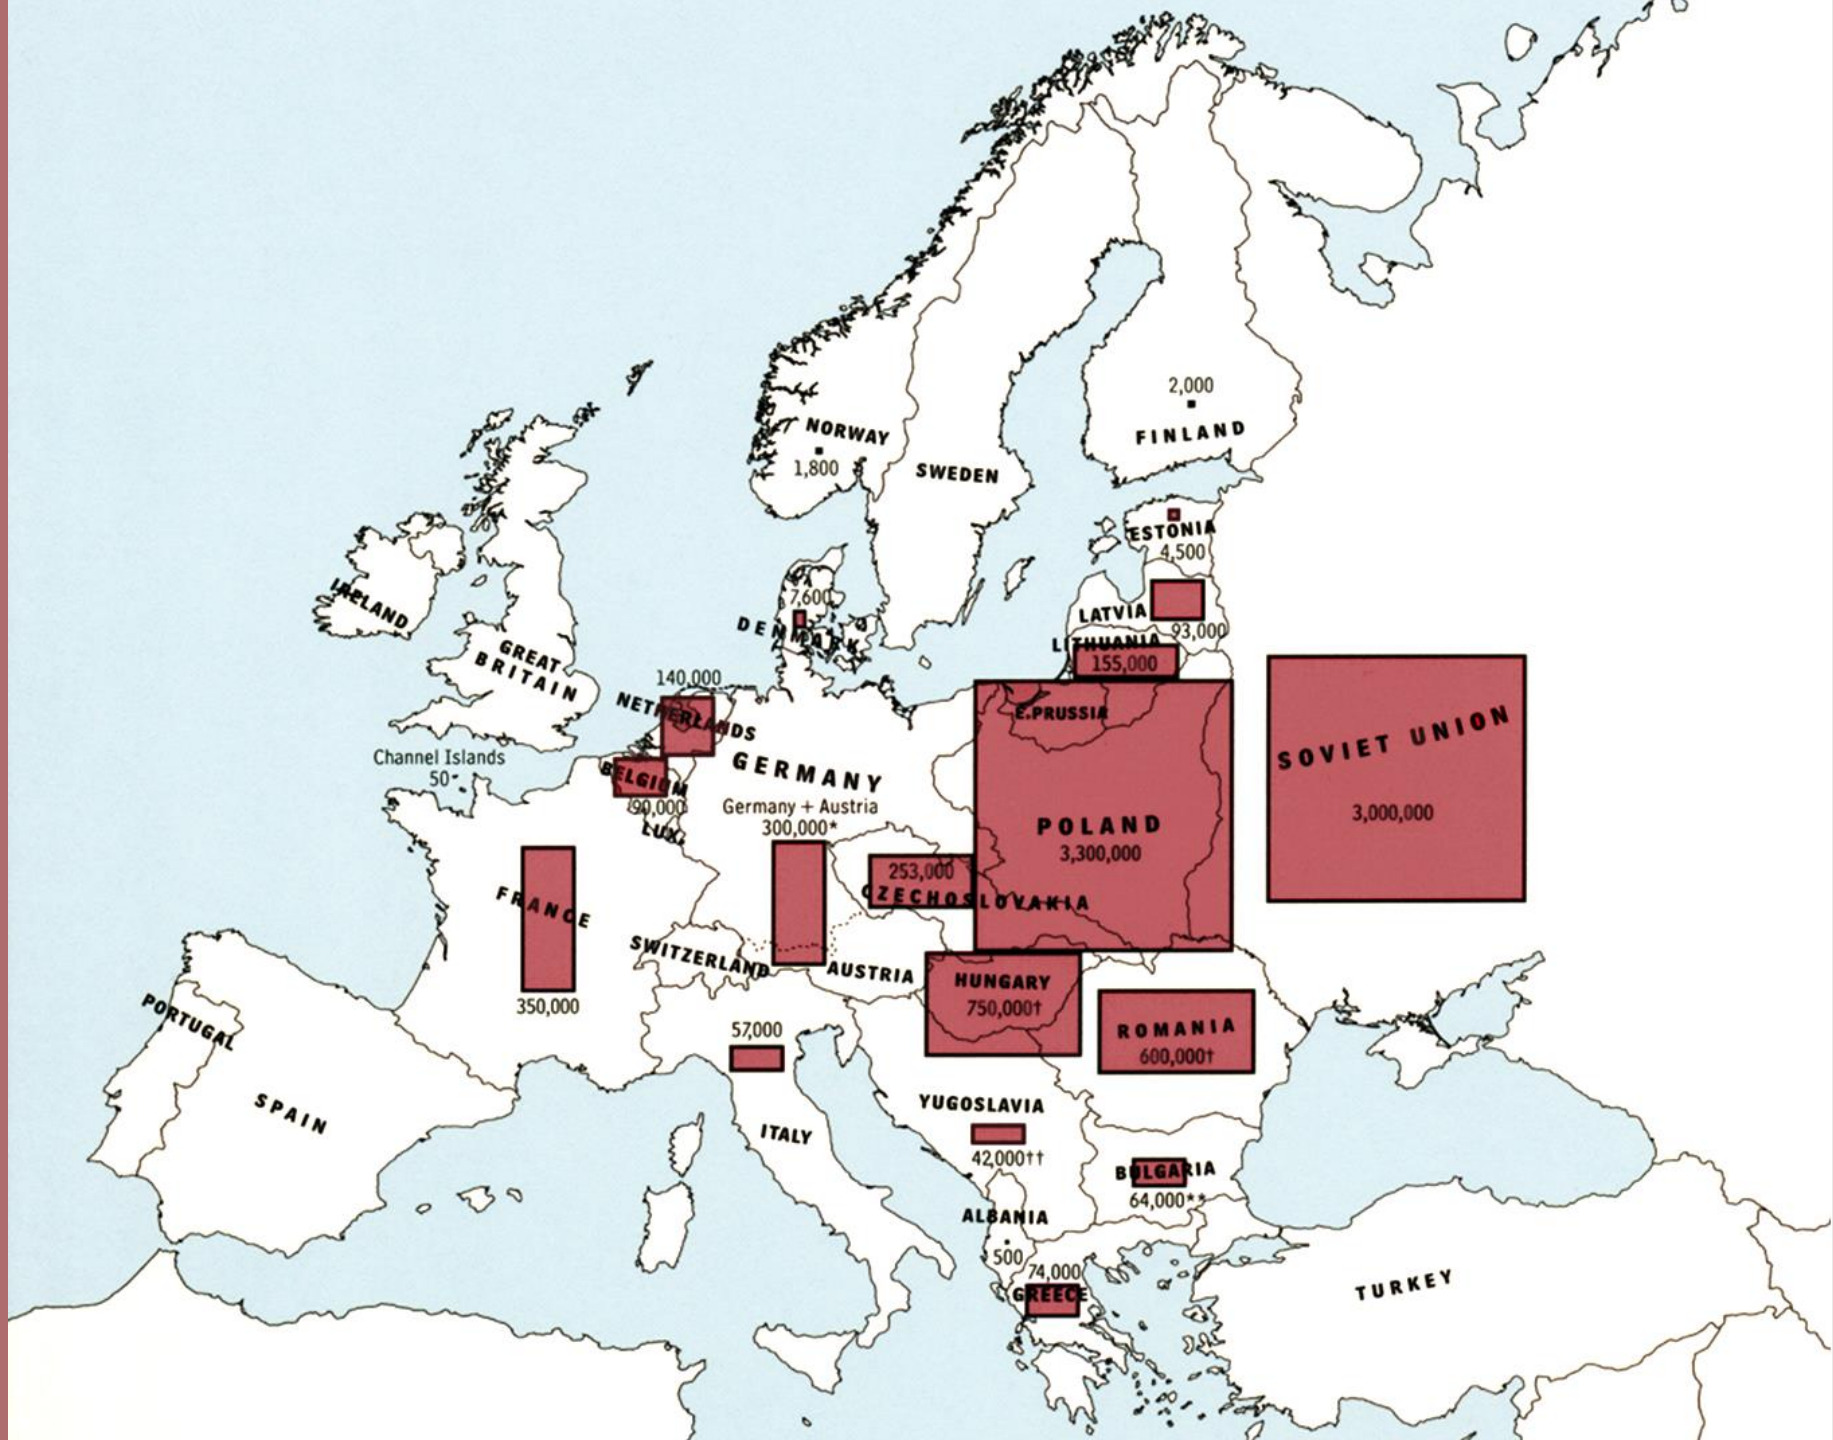 2,000
FINLAND
NORWAY
1,800
SWEDEN
ESTONIA
4,500
IRELAND
7,600
DENMARK
LATVIA
93,000
LITHUANIA
155,000
GREAT
BRITAIN
140,000
NETHERLANDS
E.PRUSSIA
SOVIET UNION
3,000,000
Channel Islands
50
BELGIUM
90,000
LUX.
GERMANY
Germany + Austria
300,000*
POLAND
3,300,000
253,000
CZECHOSLOVAKIA
FRANCE
350,000
SWITZERLAND
AUSTRIA
HUNGARY
750,000†
ROMANIA
600,000†
PORTUGAL
SPAIN
57,000
ITALY
YUGOSLAVIA
42,000††
BULGARIA
64,000**
ALBANIA
500
74,000
GREECE
TURKEY